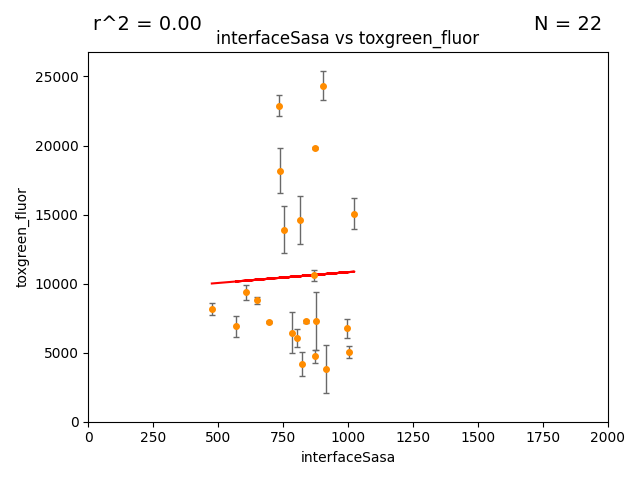 r^2 = 0.00
N = 22
interfaceSasa vs toxgreen_fluor
25000
20000
15000
10000
5000
0
toxgreen_fluor
0 250 500 750 1000 1250 1500 1750 2000
interfaceSasa